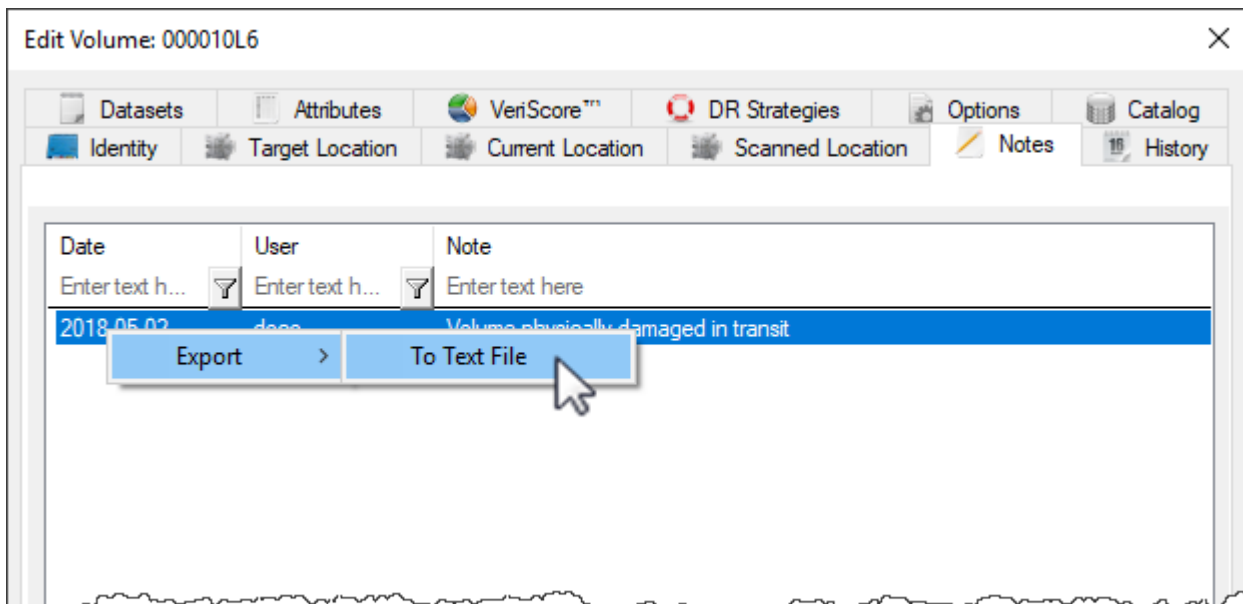 Edit Volume: 000010L6
Datasets Attributes VeriScore™ DR Strategies Options Catalog
Identity Target Location Current Location Scanned Location Notes 16 History
Date User Note
Enter text h... Enter text h... Enter text here
2018-05-02 Volume physically damaged in transit
Export > To Text File